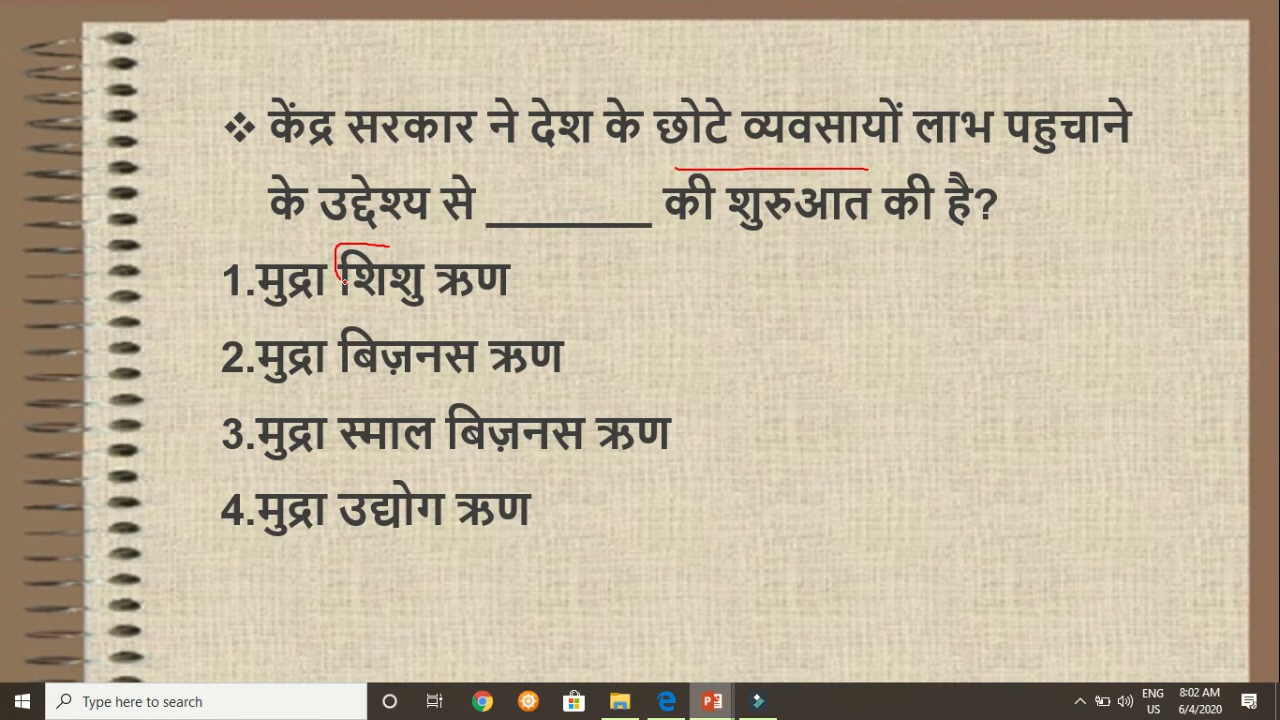 ❖ केंद्र सरकार ने देश के छोटे व्यवसायों लाभ पहुचाने
के उद्देश्य से _______ की शुरुआत की है?
1.मुद्रा शिशु ऋण
2.मुद्रा बिज़नस ऋण
3.मुद्रा स्माल बिज़नस ऋण
4.मुद्रा उद्योग ऋण
Type here to search
ENG
US
8:02 AM
6/4/2020